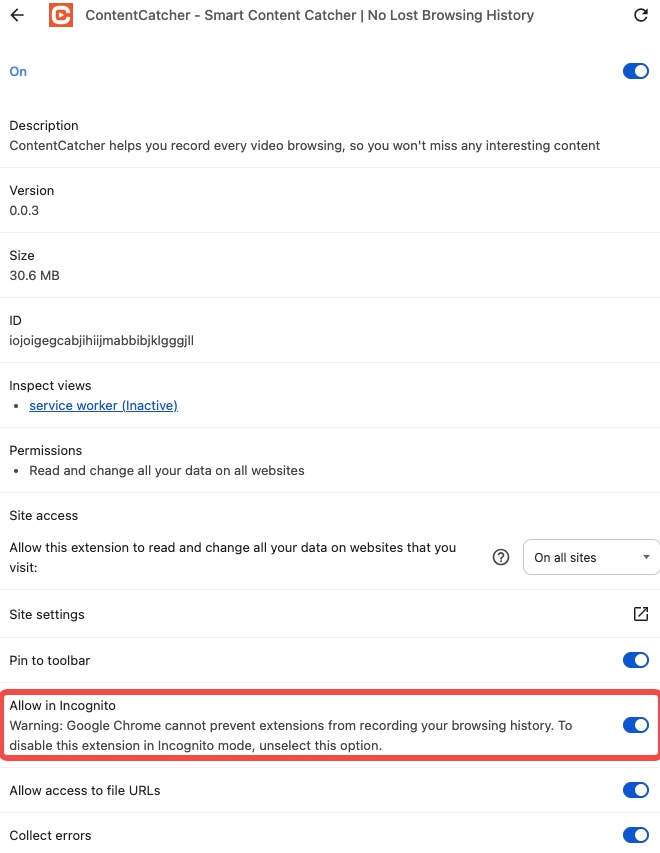 ContentCatcher - Smart Content Catcher | No Lost Browsing History
On
Description
ContentCatcher helps you record every video browsing, so you won't miss any interesting content
Version
0.0.3
Size
30.6 MB
ID
iojoigegcabjihiijmabbibjklgggjll
Inspect views
service worker (Inactive)
Permissions
Read and change all your data on all websites
Site access
Allow this extension to read and change all your data on websites that you
visit:
On all sites
Site settings
Pin to toolbar
Allow in Incognito
Warning: Google Chrome cannot prevent extensions from recording your browsing history. To
disable this extension in Incognito mode, unselect this option.
Allow access to file URLs
Collect errors